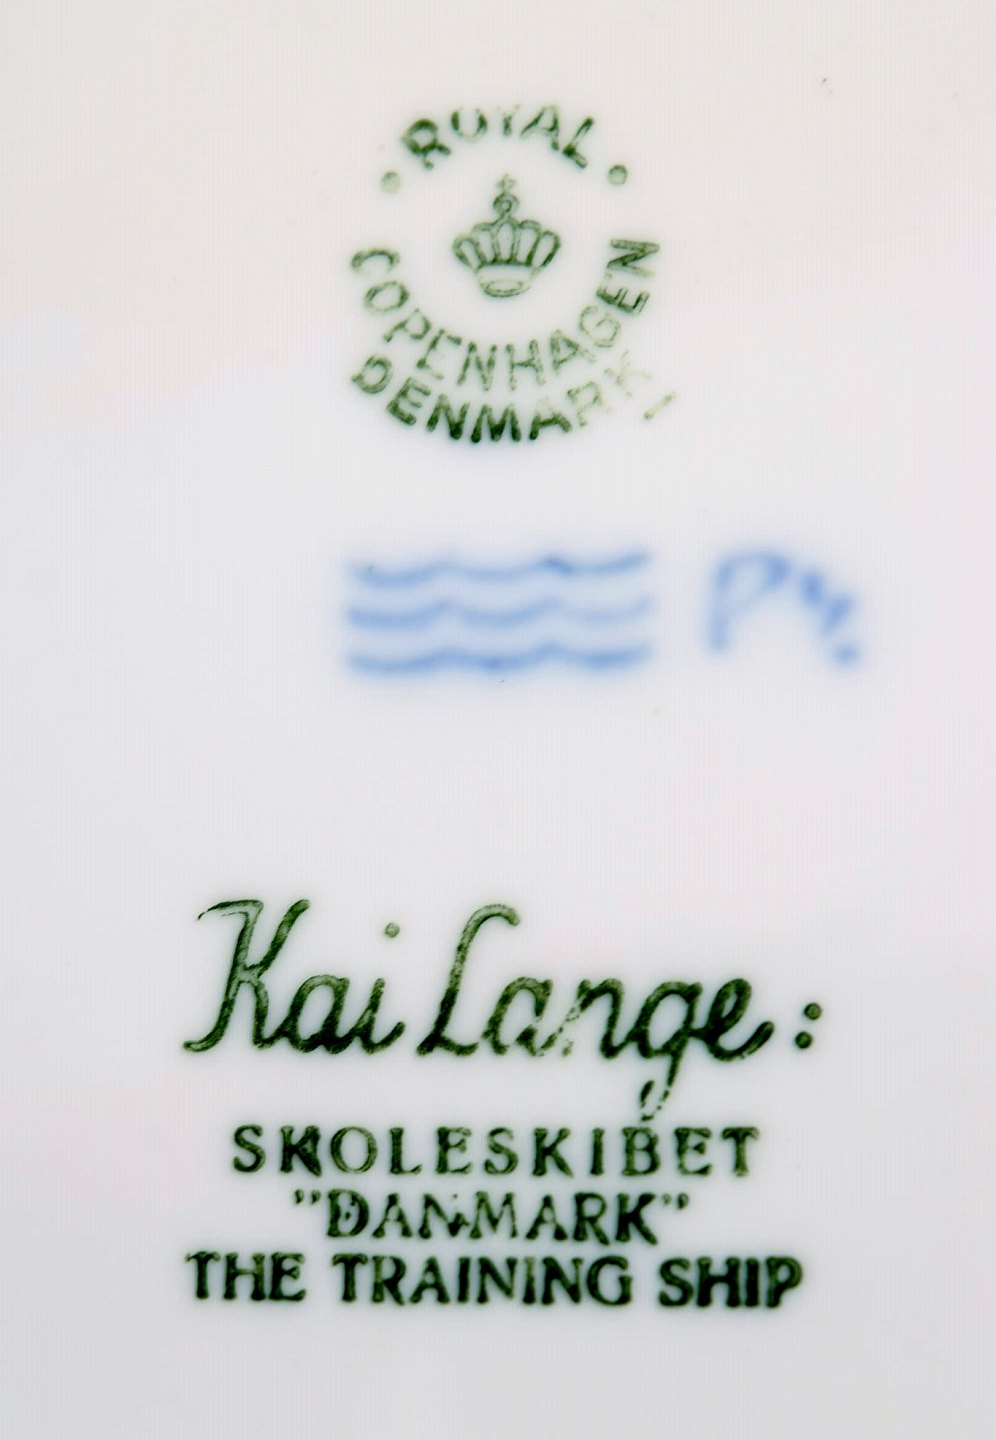 ROYAL
COPENHAGEN
DENMARK
Kai Lange:
SKOLESKIBET
"DANMARK"
THE TRAINING SHIP